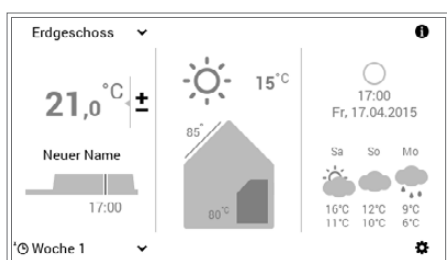 Erdgeschoss
21,0 °C ±
Neuer Name
17:00
Woche 1
15°C
85°
80°C
17:00
Fr, 17.04.2015
Sa So Mo
16°C 12°C 9°C
11°C 10°C 6°C